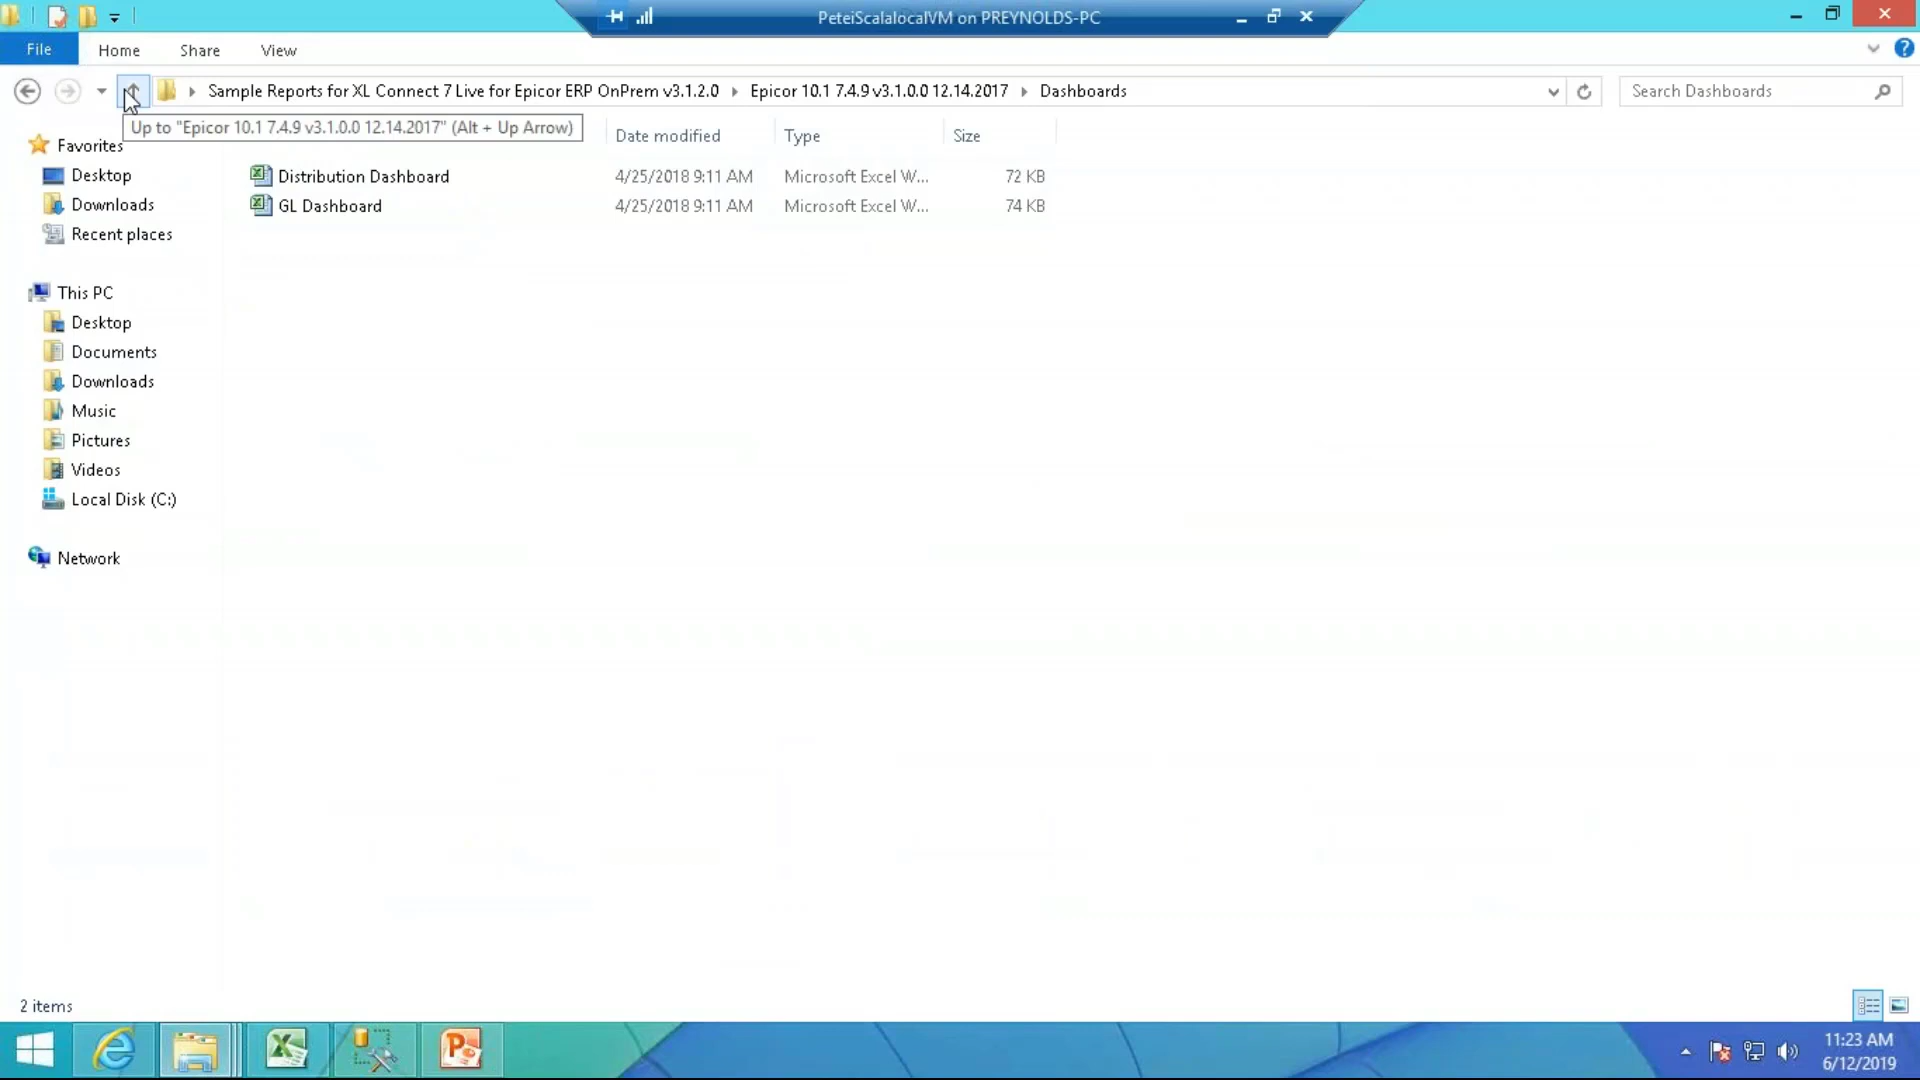 PeteiScalalocalVM on PREYNOLDS-PC
File Home Share View
Sample Reports for XL Connect 7 Live for Epicor ERP OnPrem v3.1.2.0 Epicor 10.1 7.4.9 v3.1.0.0 12.14.2017 Dashboards
Search Dashboards
Up to "Epicor 10.1 7.4.9 v3.1.0.0 12.14.2017" (Alt + Up Arrow)
Date modified Type Size
Distribution Dashboard 4/25/2018 9:11 AM Microsoft Excel W... 72 KB
GL Dashboard 4/25/2018 9:11 AM Microsoft Excel W... 74 KB
Favorites
Desktop
Downloads
Recent places
This PC
Desktop
Documents
Downloads
Music
Pictures
Videos
Local Disk (C:)
Network
2 items
11:23 AM
6/12/2019